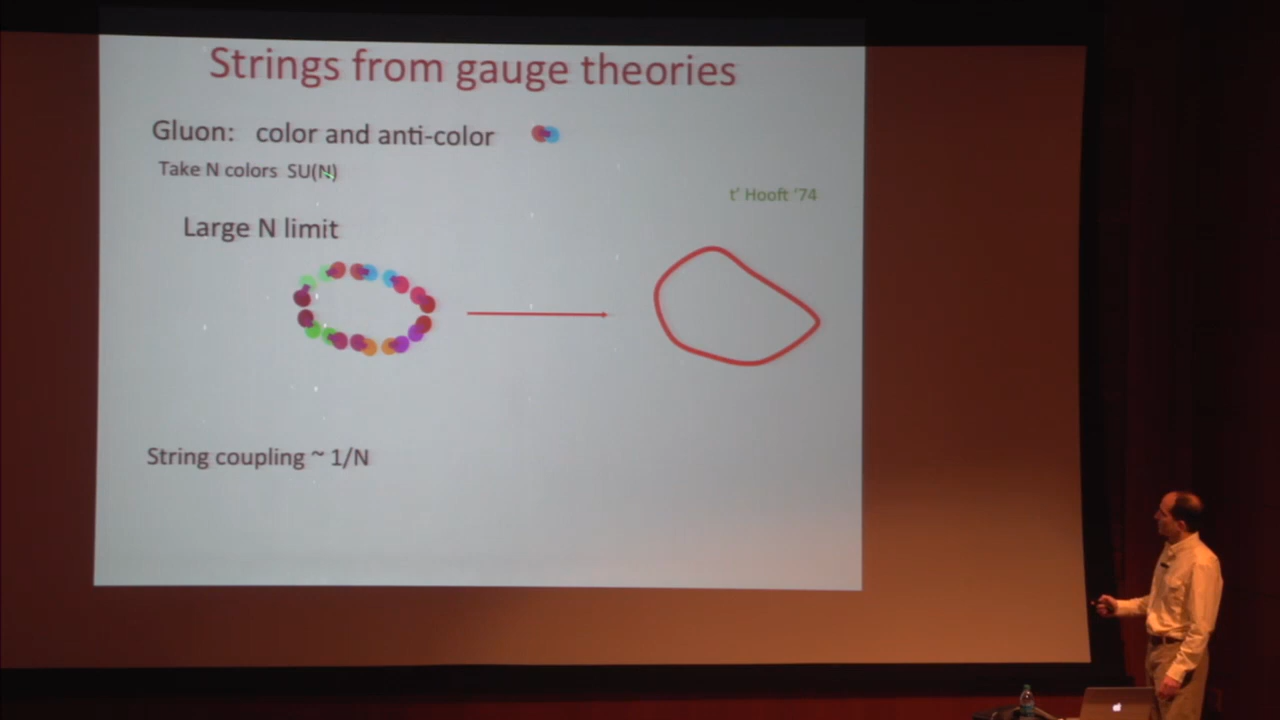 Strings from gauge theories
Gluon: color and anti-color
Take N colors SU(N)
t' Hooft '74
Large N limit
String coupling ~ 1/N